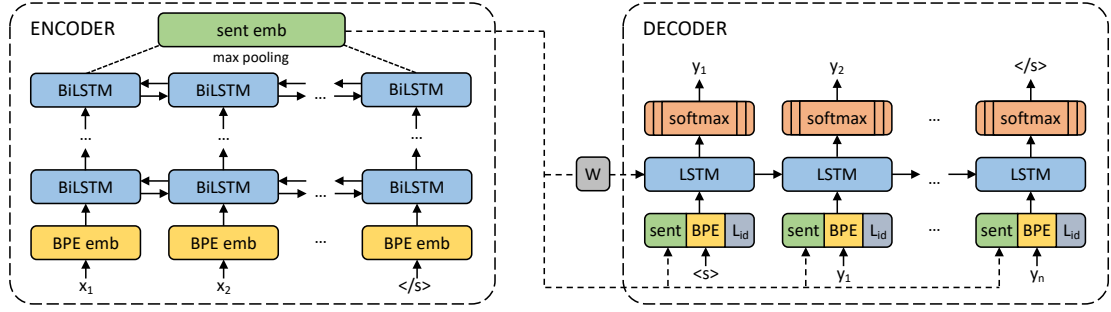 ENCODER
sent emb
max pooling
BiLSTM BiLSTM ... BiLSTM
... ... ...
BiLSTM BiLSTM ... BiLSTM
BPE emb BPE emb ... BPE emb
x1 x2 </s>
W
DECODER
y1 y2 </s>
softmax softmax ... softmax
LSTM LSTM ... LSTM
sent BPE Lid sent BPE Lid ... sent BPE Lid
<s> y1 yn